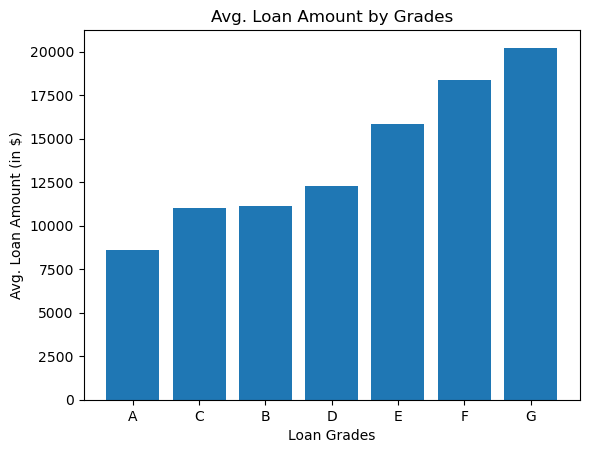 Avg. Loan Amount by Grades
Avg. Loan Amount (in $)
20000
17500
15000
12500
10000
7500
5000
2500
0
A C B D E F G
Loan Grades